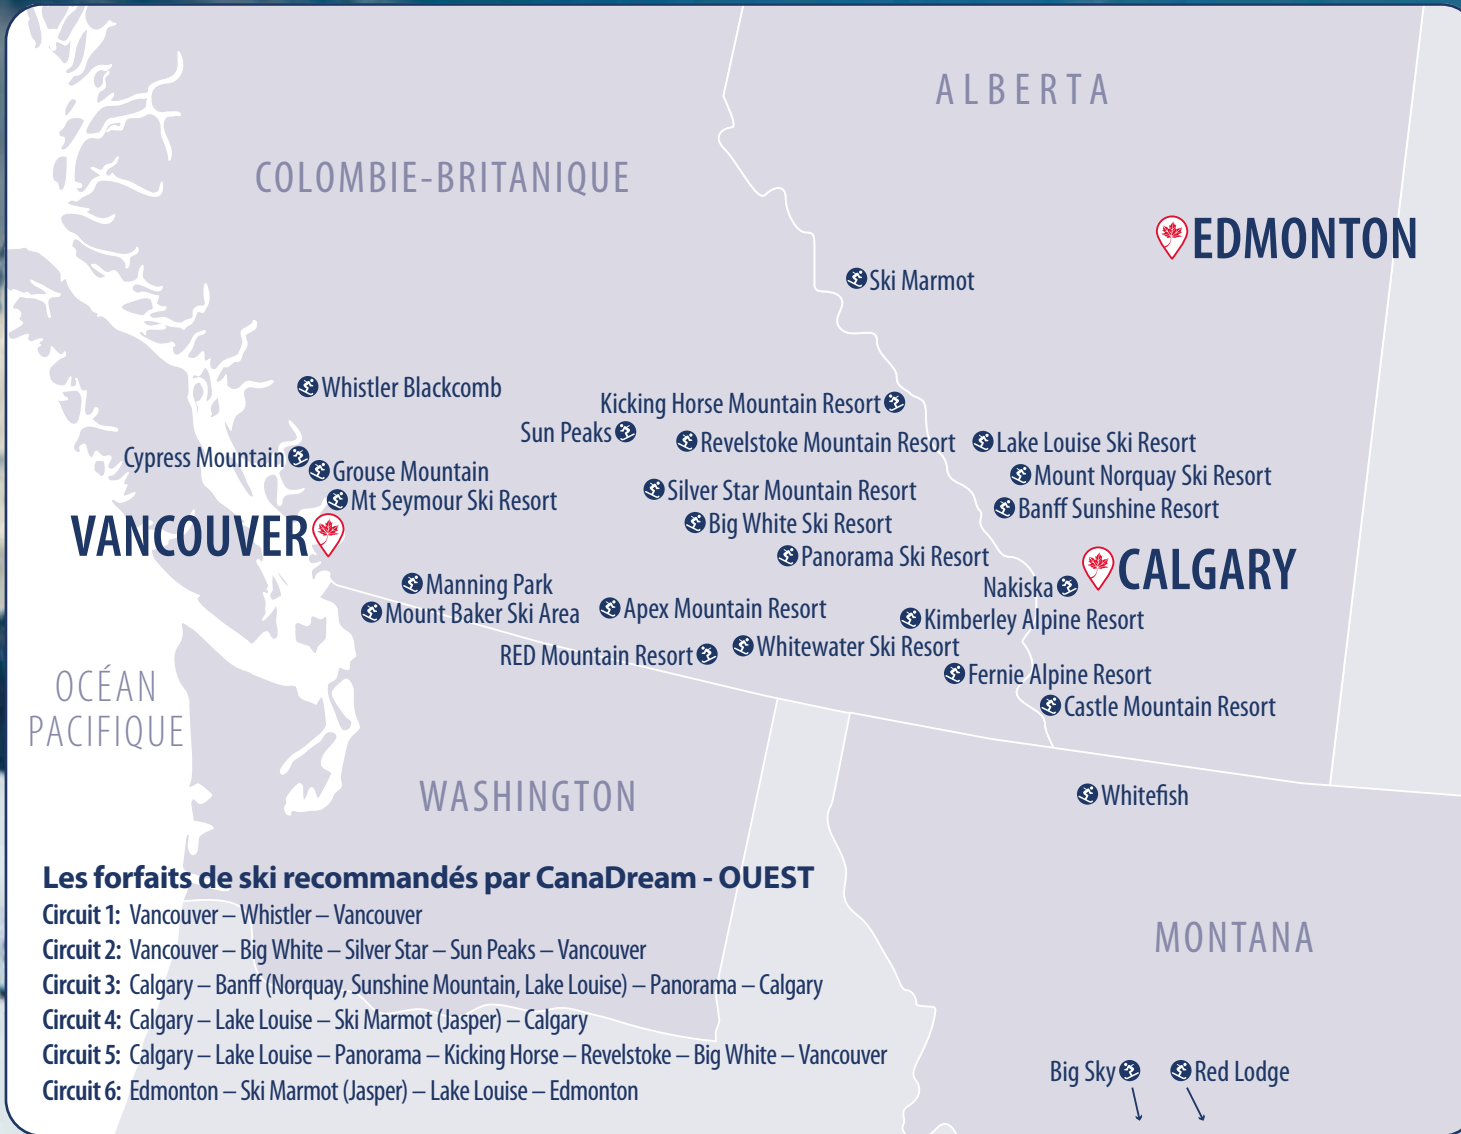 ALBERTA
COLOMBIE-BRITANIQUE
EDMONTON
Ski Marmot
Whistler Blackcomb
Kicking Horse Mountain Resort
Sun Peaks
Revelstoke Mountain Resort
Lake Louise Ski Resort
Cypress Mountain
Grouse Mountain
Mount Norquay Ski Resort
Silver Star Mountain Resort
Mt Seymour Ski Resort
Banff Sunshine Resort
Big White Ski Resort
VANCOUVER
Panorama Ski Resort
CALGARY
Manning Park
Nakiska
Mount Baker Ski Area
Apex Mountain Resort
Kimberley Alpine Resort
RED Mountain Resort
Whitewater Ski Resort
Fernie Alpine Resort
OCÉAN
PACIFIQUE
Castle Mountain Resort
WASHINGTON
Whitefish
Les forfaits de ski recommandés par CanaDream - OUEST
Circuit 1: Vancouver – Whistler – Vancouver
Circuit 2: Vancouver – Big White – Silver Star – Sun Peaks – Vancouver
Circuit 3: Calgary – Banff (Norquay, Sunshine Mountain, Lake Louise) – Panorama – Calgary
Circuit 4: Calgary – Lake Louise – Ski Marmot (Jasper) – Calgary
Circuit 5: Calgary – Lake Louise – Panorama – Kicking Horse – Revelstoke – Big White – Vancouver
Circuit 6: Edmonton – Ski Marmot (Jasper) – Lake Louise – Edmonton
MONTANA
Big Sky
Red Lodge